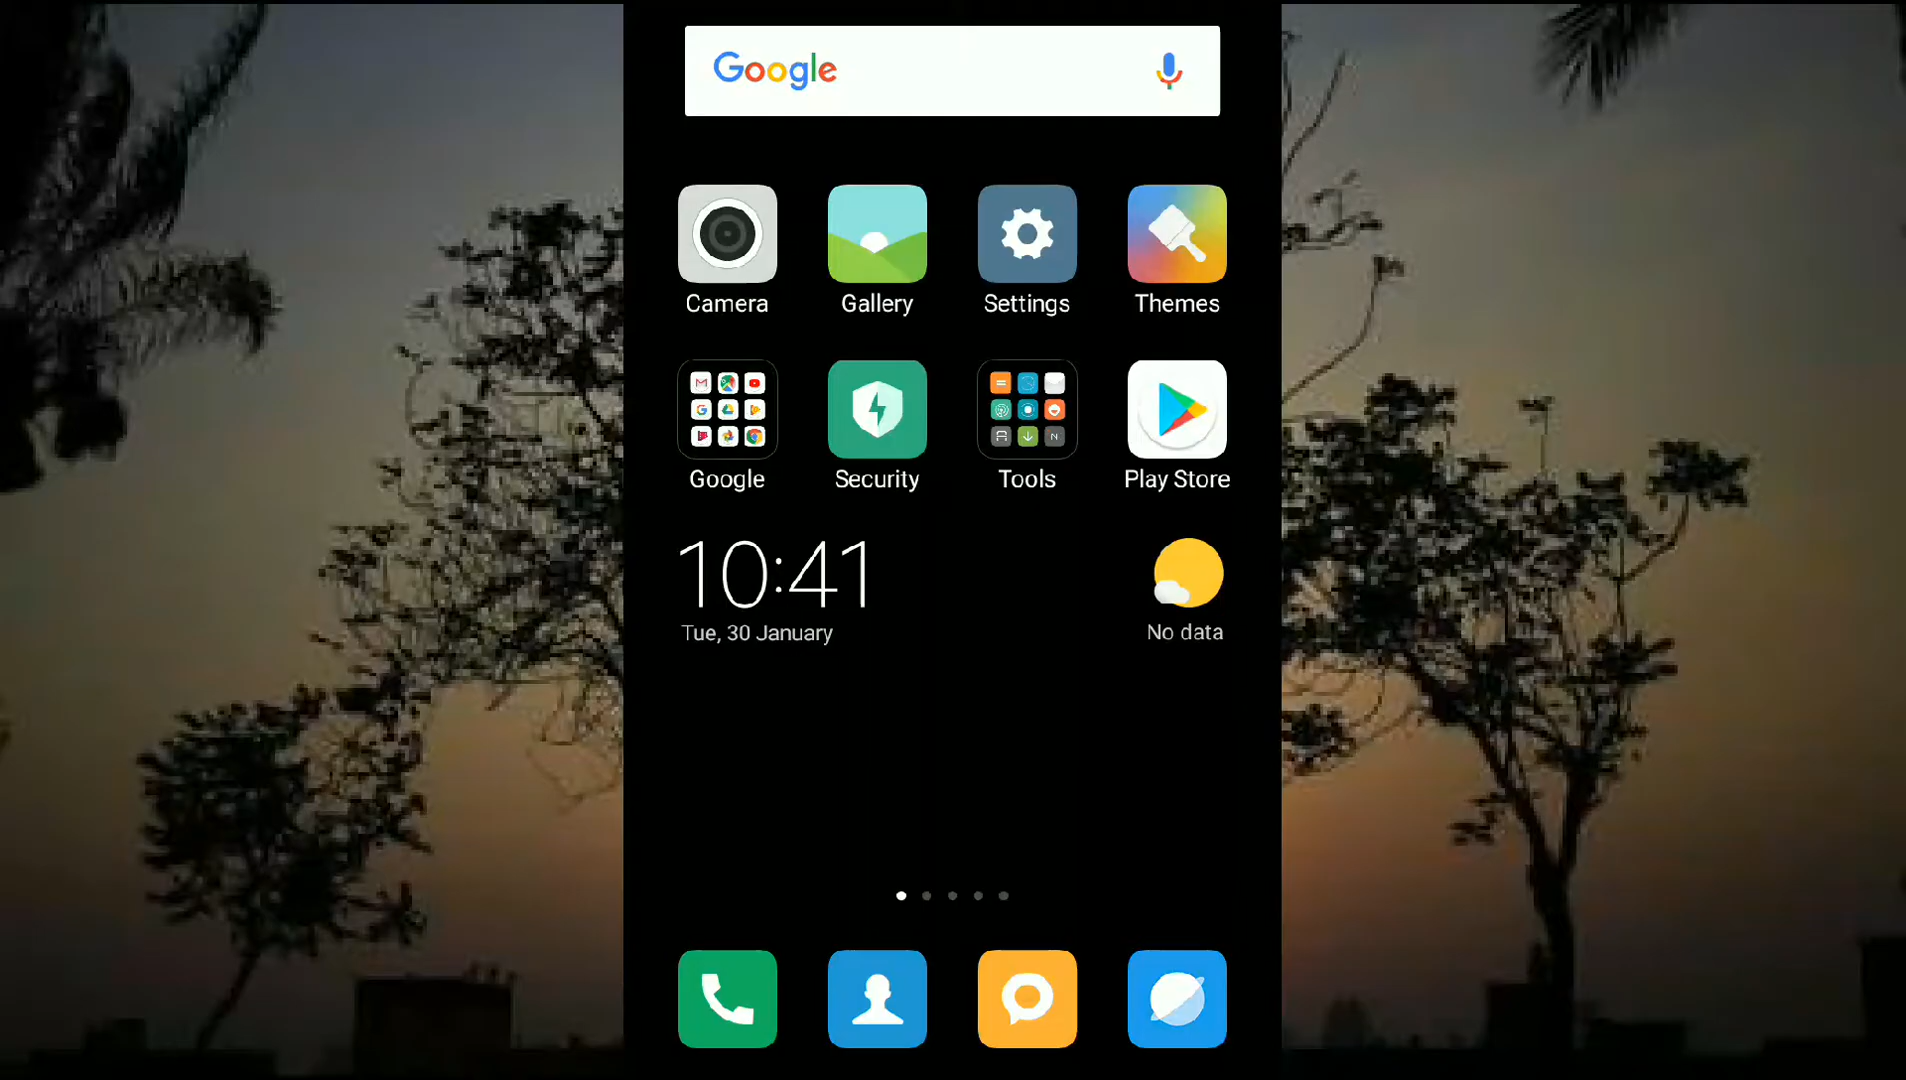 Google
Camera Gallery Settings Themes
Google Security Tools Play Store
10:41
Tue, 30 January
No data